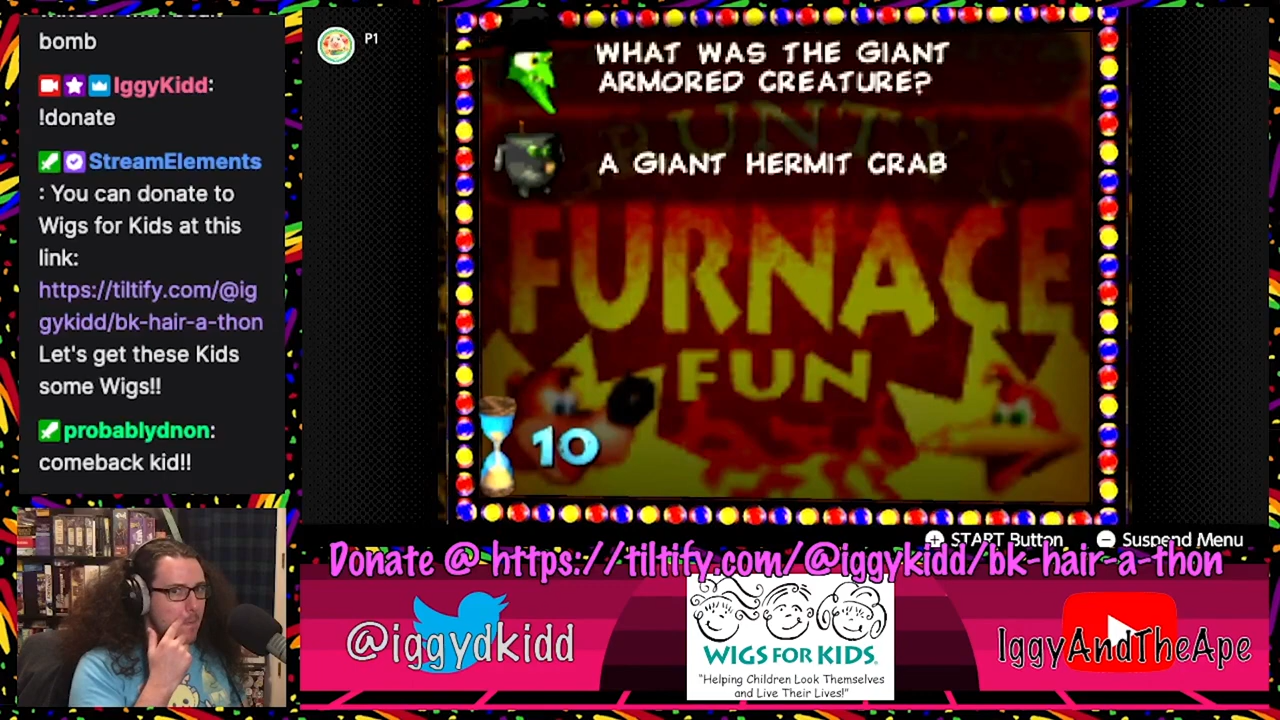 bomb
IggyKidd:
!donate
StreamElements
: You can donate to
Wigs for Kids at this
link:
https://tiltify.com/@ig
gykidd/bk-hair-a-thon
Let's get these Kids
some Wigs!!
probablydnon:
comeback kid!!
P1
WHAT WAS THE GIANT
ARMORED CREATURE?
A GIANT HERMIT CRAB
FURNACE
FUN
10
START Button
Suspend Menu
Donate @ https://tiltify.com/@iggykidd/bk-hair-a-thon
@iggydkidd
WIGS FOR KIDS.
"Helping Children Look Themselves
and Live Their Lives!"
IggyAndTheApe